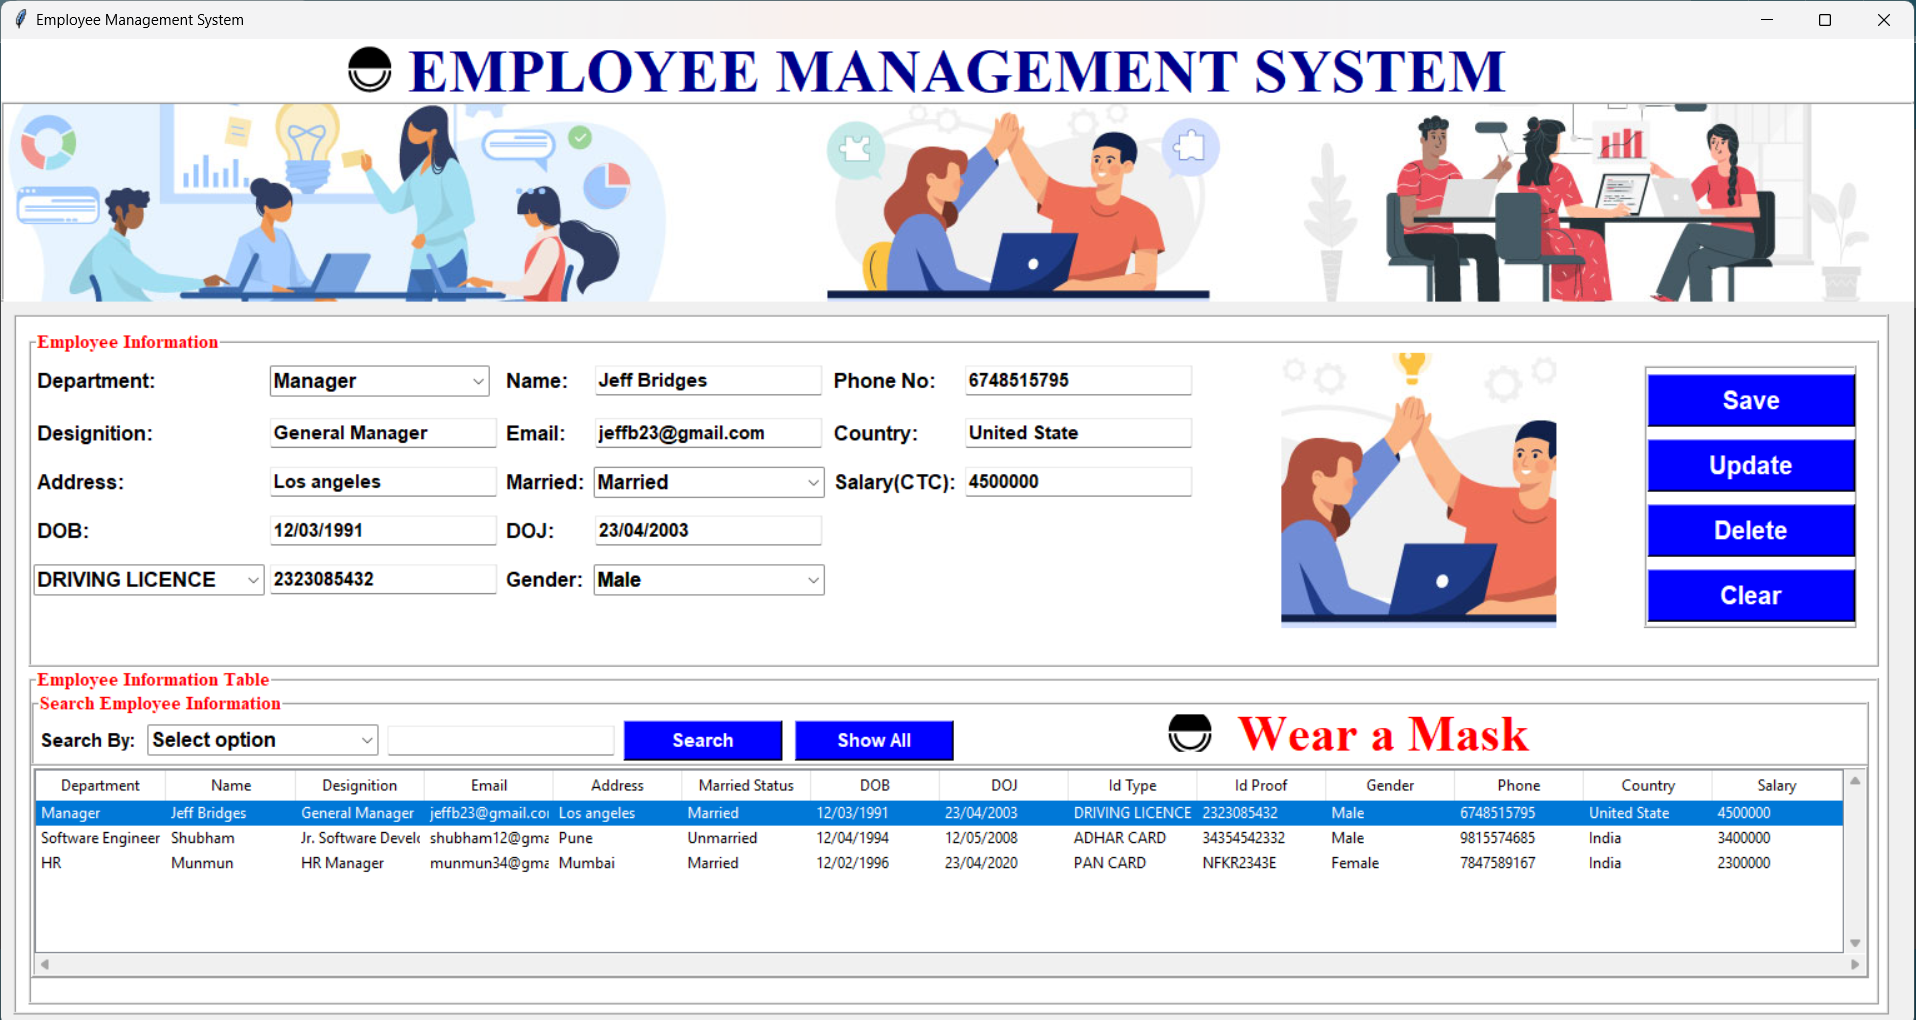 Employee Management System
EMPLOYEE MANAGEMENT SYSTEM
Employee Information
Department: Manager Name: Jeff Bridges Phone No: 6748515795
Designition: General Manager Email: jeffb23@gmail.com Country: United State
Address: Los angeles Married: Married Salary(CTC): 4500000
DOB: 12/03/1991 DOJ: 23/04/2003
DRIVING LICENCE 2323085432 Gender: Male
Save
Update
Delete
Clear
Employee Information Table
Search Employee Information
Search By: Select option Search Show All Wear a Mask
Department Name Designition Email Address Married Status DOB DOJ Id Type Id Proof Gender Phone Country Salary
Manager Jeff Bridges General Manager jeffb23@gmail.co Los angeles Married 12/03/1991 23/04/2003 DRIVING LICENCE 2323085432 Male 6748515795 United State 4500000
Software Engineer Shubham Jr. Software Develo shubham12@gma Pune Unmarried 12/04/1994 12/05/2008 ADHAR CARD 34354542332 Male 9815574685 India 3400000
HR Munmun HR Manager munmun34@gma Mumbai Married 12/02/1996 23/04/2020 PAN CARD NFKR2343E Female 7847589167 India 2300000